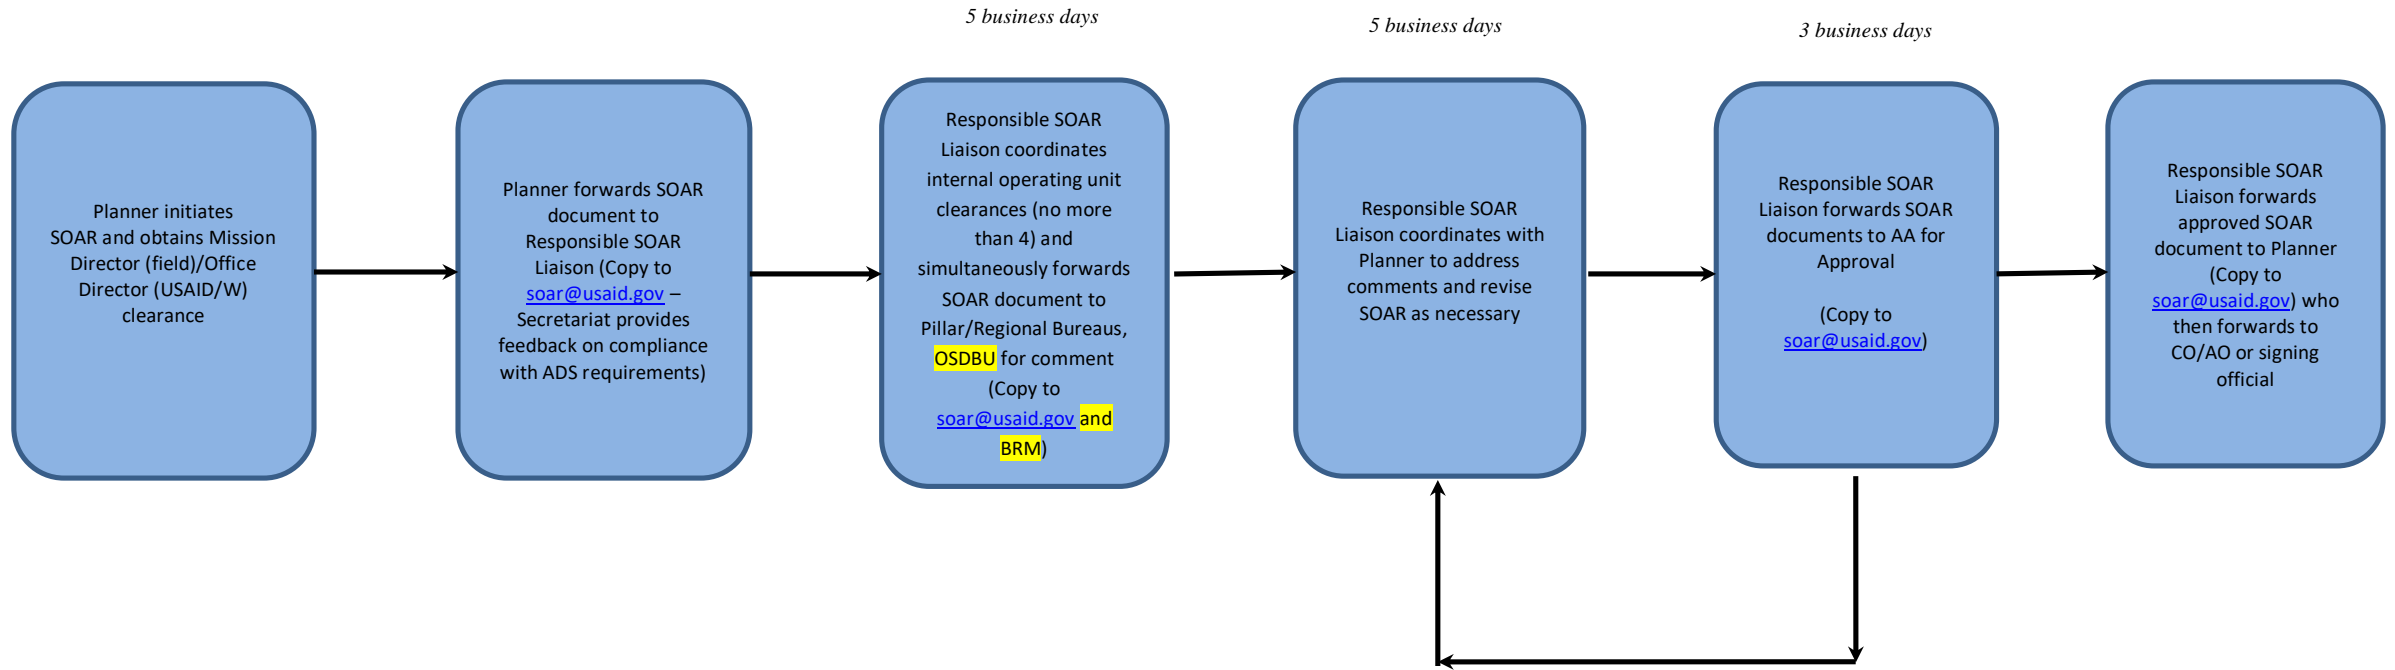 5 business days
5 business days
3 business days
Planner initiates
SOAR and obtains Mission
Director (field)/Office
Director (USAID/W)
clearance
Planner forwards SOAR
document to
Responsible SOAR
Liaison (Copy to
soar@usaid.gov –
Secretariat provides
feedback on compliance
with ADS requirements)
Responsible SOAR
Liaison coordinates
internal operating unit
clearances (no more
than 4) and
simultaneously forwards
SOAR document to
Pillar/Regional Bureaus,
OSDBU for comment
(Copy to
soar@usaid.gov and
BRM)
Responsible SOAR
Liaison coordinates with
Planner to address
comments and revise
SOAR as necessary
Responsible SOAR
Liaison forwards SOAR
documents to AA for
Approval
(Copy to
soar@usaid.gov)
Responsible SOAR
Liaison forwards
approved SOAR
document to Planner
(Copy to
soar@usaid.gov) who
then forwards to
CO/AO or signing
official